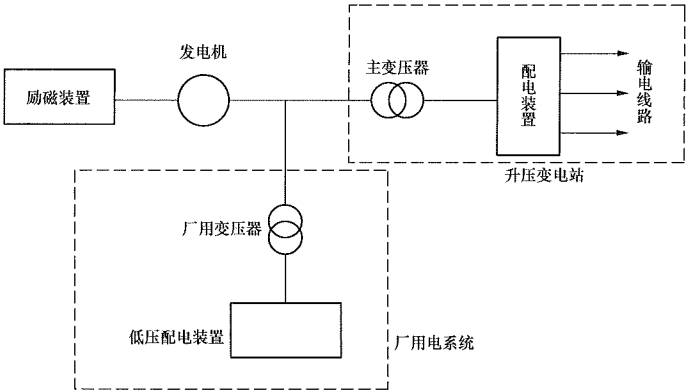 发电机
励磁装置
主变压器
配电装置
输电线路
升压变电站
厂用变压器
低压配电装置
厂用电系统